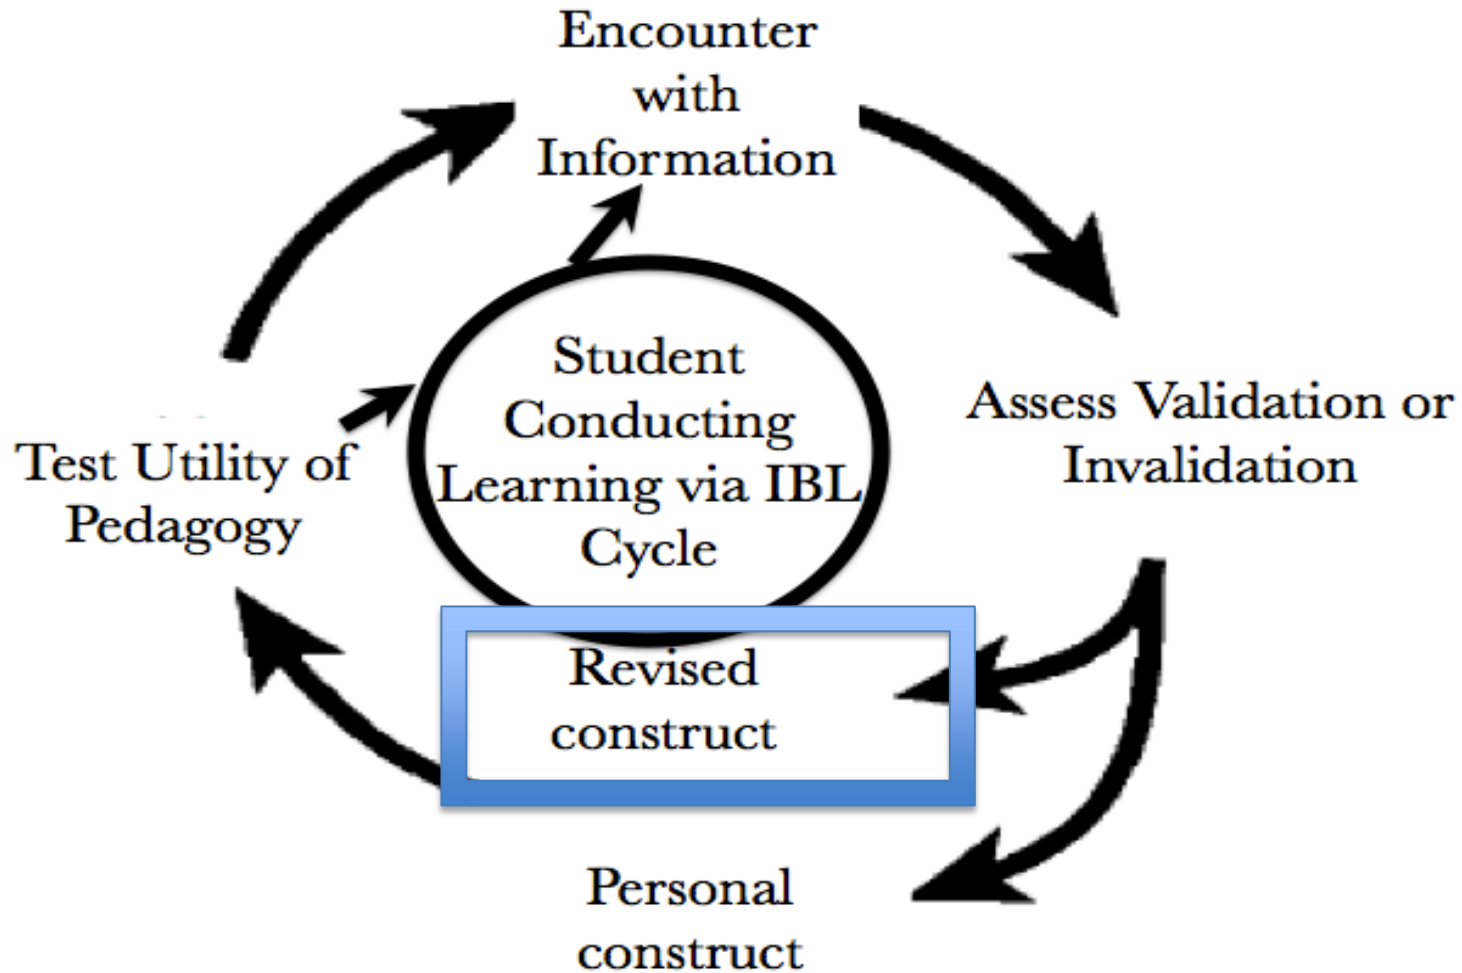 Encounter
with
Information
Student
Conducting
Learning via IBL
Cycle
Assess Validation or
Invalidation
Test Utility of
Pedagogy
Revised
construct
Personal
construct